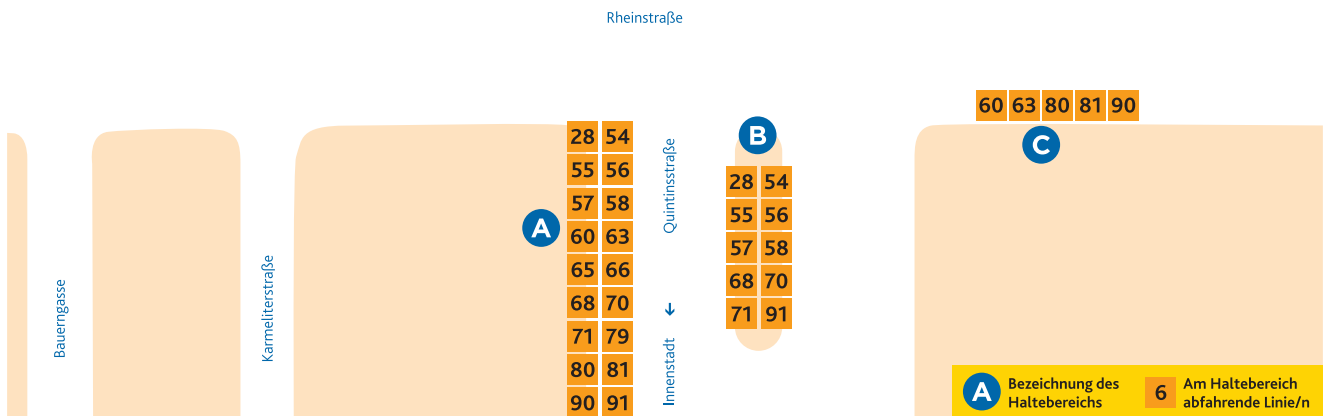 Rheinstraße
60 63 80 81 90
C
B
28 54
55 56
57 58
68 70
71 91
A
28 54
55 56
57 58
60 63
65 66
68 70
71 79
80 81
90 91
Quintinsstraße
← Innenstadt
Karmeliterstraße
Bauerngasse
A Bezeichnung des
Haltebereichs
6 Am Haltebereich
abfahrende Linie/n